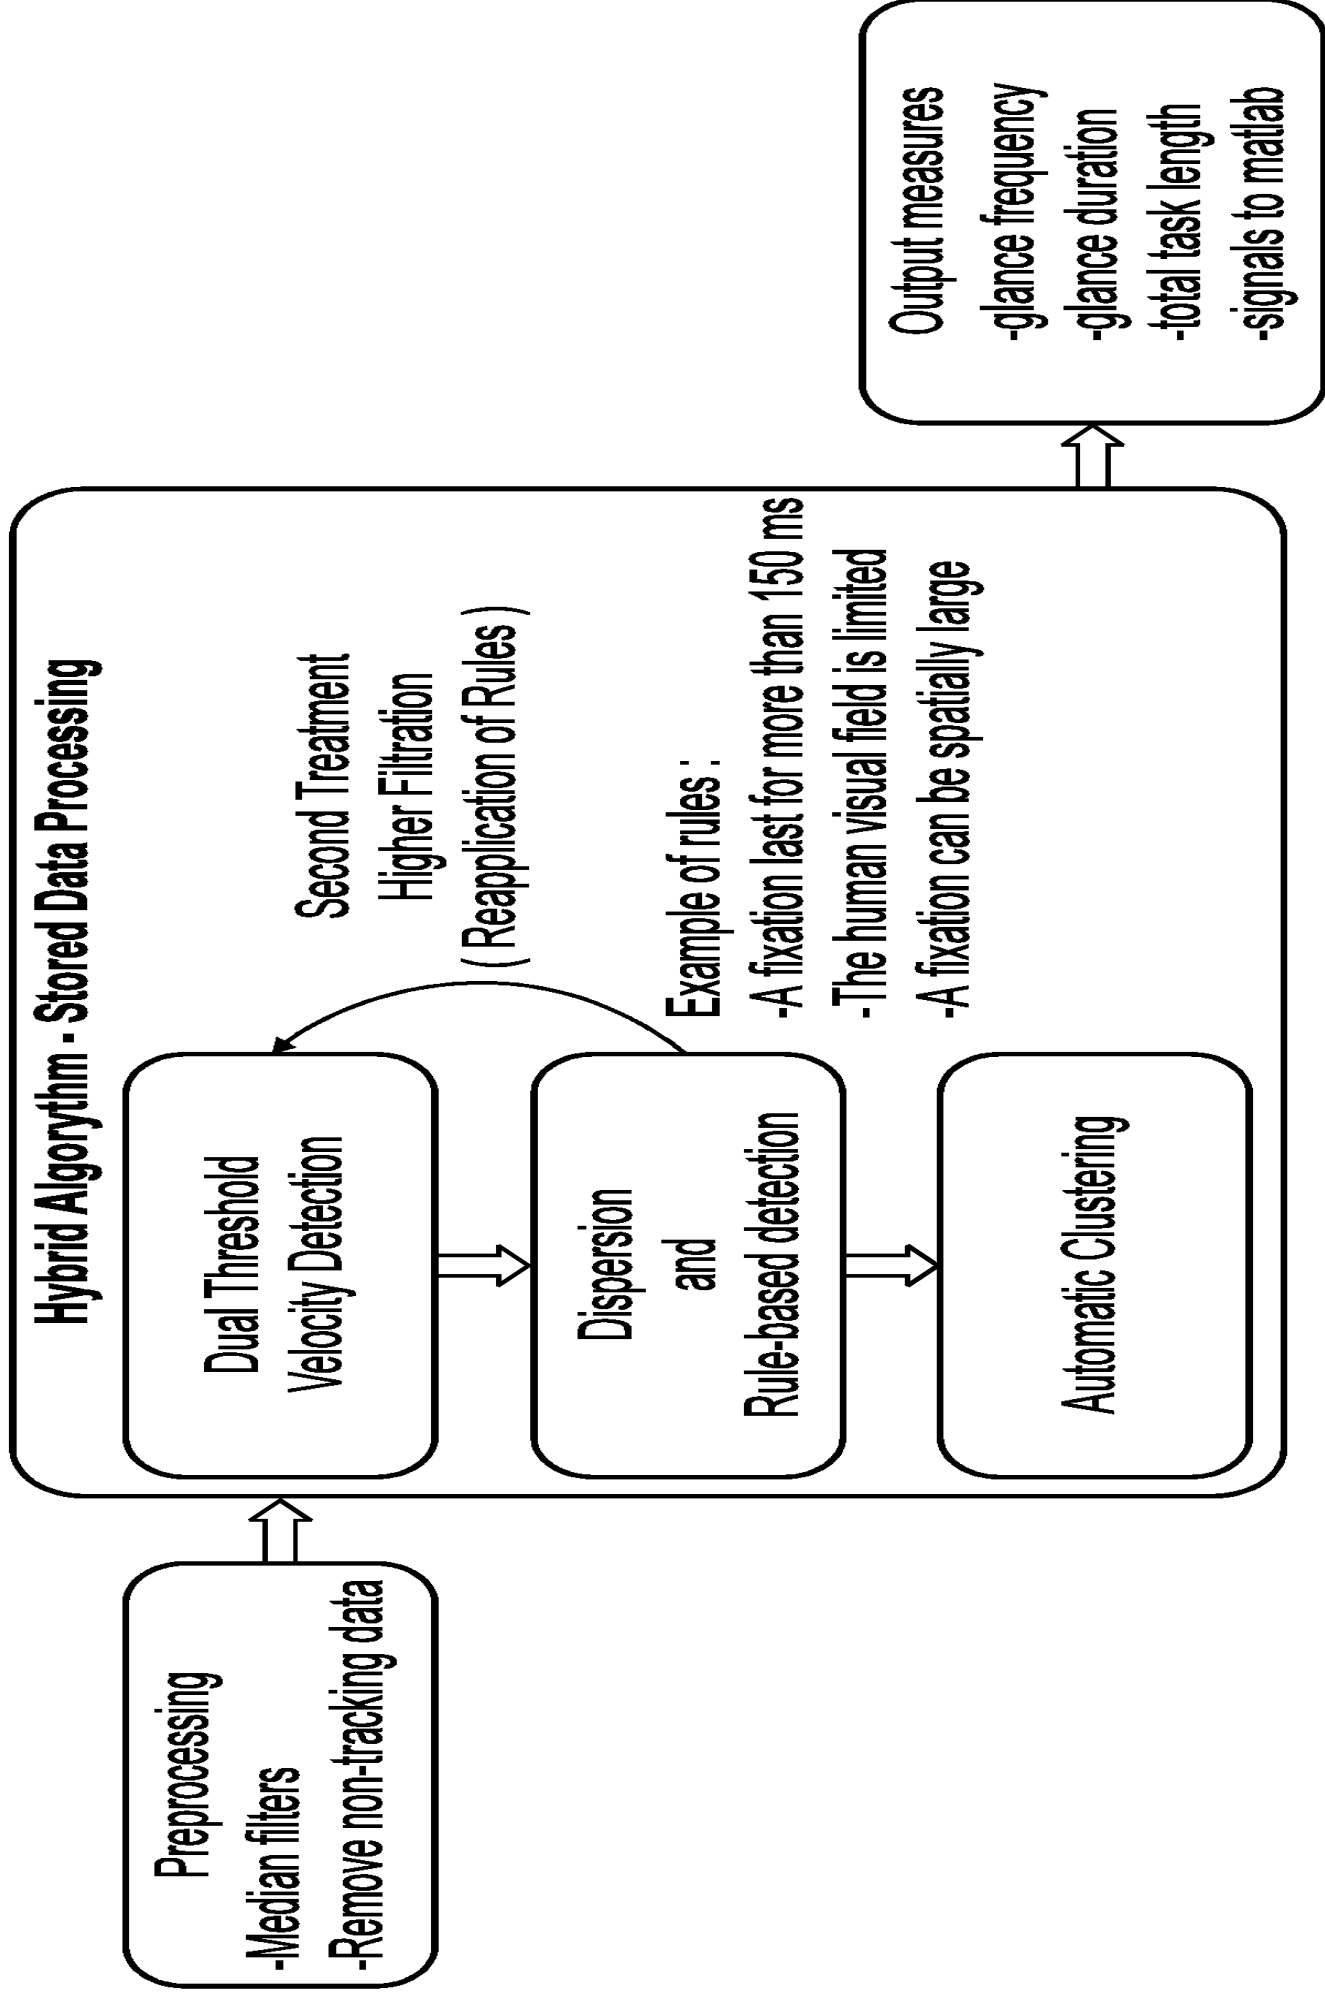 Hybrid Algorythm - Stored Data Processing
Preprocessing
-Median filters
-Remove non-tracking data
Dual Threshold
Velocity Detection
Second Treatment
Higher Filtration
( Reapplication of Rules )
Dispersion
and
Rule-based detection
Example of rules :
-A fixation last for more than 150 ms
-The human visual field is limited
-A fixation can be spatially large
Automatic Clustering
Output measures
-glance frequency
-glance duration
-total task length
-signals to matlab